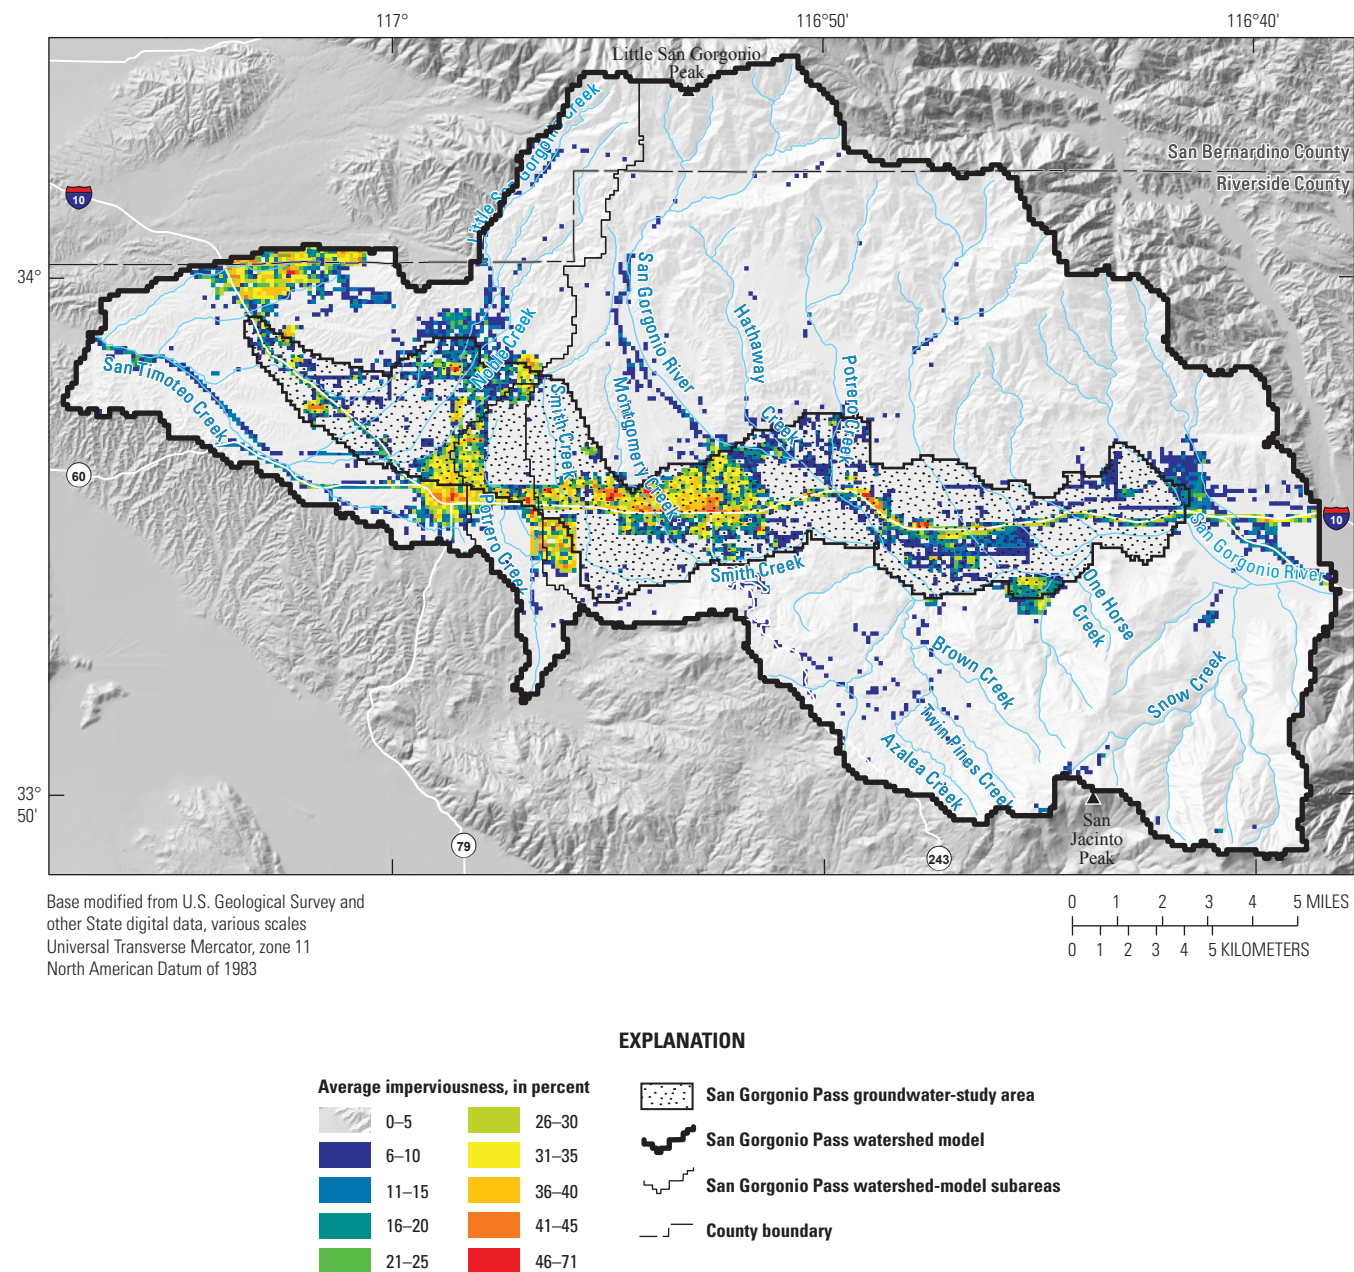 117°
116°50'
116°40'
Little San Gorgonio
Peak
Little San Gorgonio Creek
San Bernardino County
Riverside County
10
34°
San Gorgonio River
Hathaway
Creek
Noble Creek
Potrero Creek
San Timoteo Creek
Smith Creek
Montgomery Creek
60
10
Potrero Creek
San Gorgonio River
Smith Creek
One Horse
Creek
Brown Creek
Snow Creek
Twin Pines Creek
Azalea Creek
33°
50'
San
Jacinto
Peak
79
243
Base modified from U.S. Geological Survey and
other State digital data, various scales
Universal Transverse Mercator, zone 11
North American Datum of 1983
0 1 2 3 4 5 MILES
0 1 2 3 4 5 KILOMETERS
EXPLANATION
Average imperviousness, in percent
0–5
6–10
11–15
16–20
21–25
26–30
31–35
36–40
41–45
46–71
San Gorgonio Pass groundwater-study area
San Gorgonio Pass watershed model
San Gorgonio Pass watershed-model subareas
County boundary